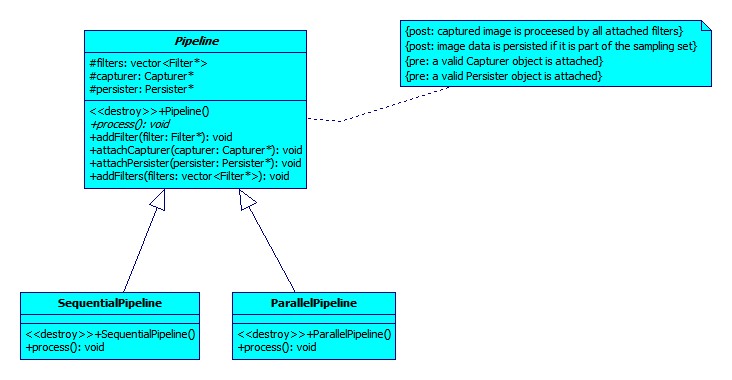 Pipeline
#filters: vector<Filter*>
#capturer: Capturer*
#persister: Persister*
<<destroy>>+Pipeline()
+process(): void
+addFilter(filter: Filter*): void
+attachCapturer(capturer: Capturer*): void
+attachPersister(persister: Persister*): void
+addFilters(filters: vector<Filter*>): void
{post: captured image is proceesed by all attached filters}
{post: image data is persisted if it is part of the sampling set}
{pre: a valid Capturer object is attached}
{pre: a valid Persister object is attached}
SequentialPipeline
<<destroy>>+SequentialPipeline()
+process(): void
ParallelPipeline
<<destroy>>+ParallelPipeline()
+process(): void